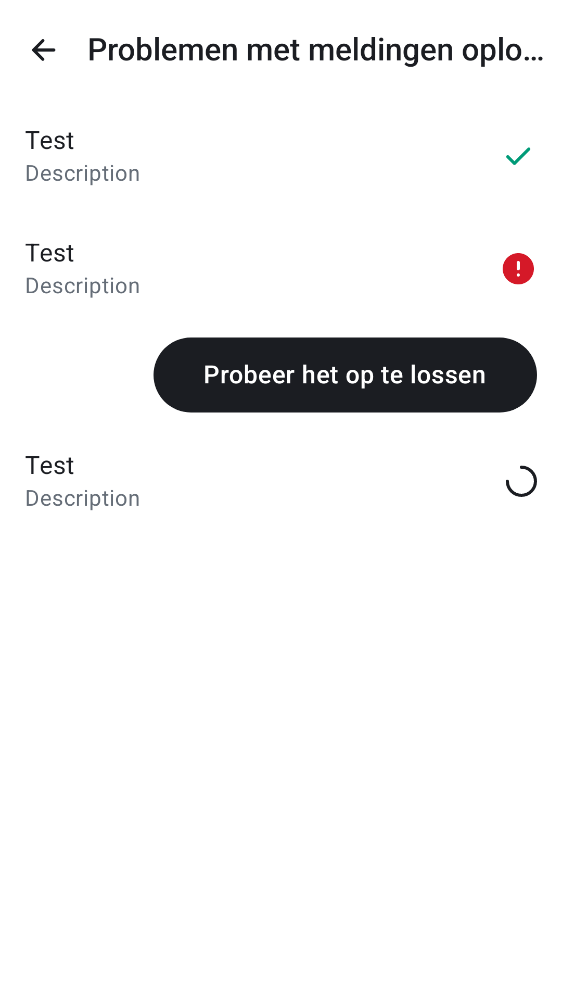 Problemen met meldingen oplo...
Test
Description
Test
Description
Probeer het op te lossen
Test
Description